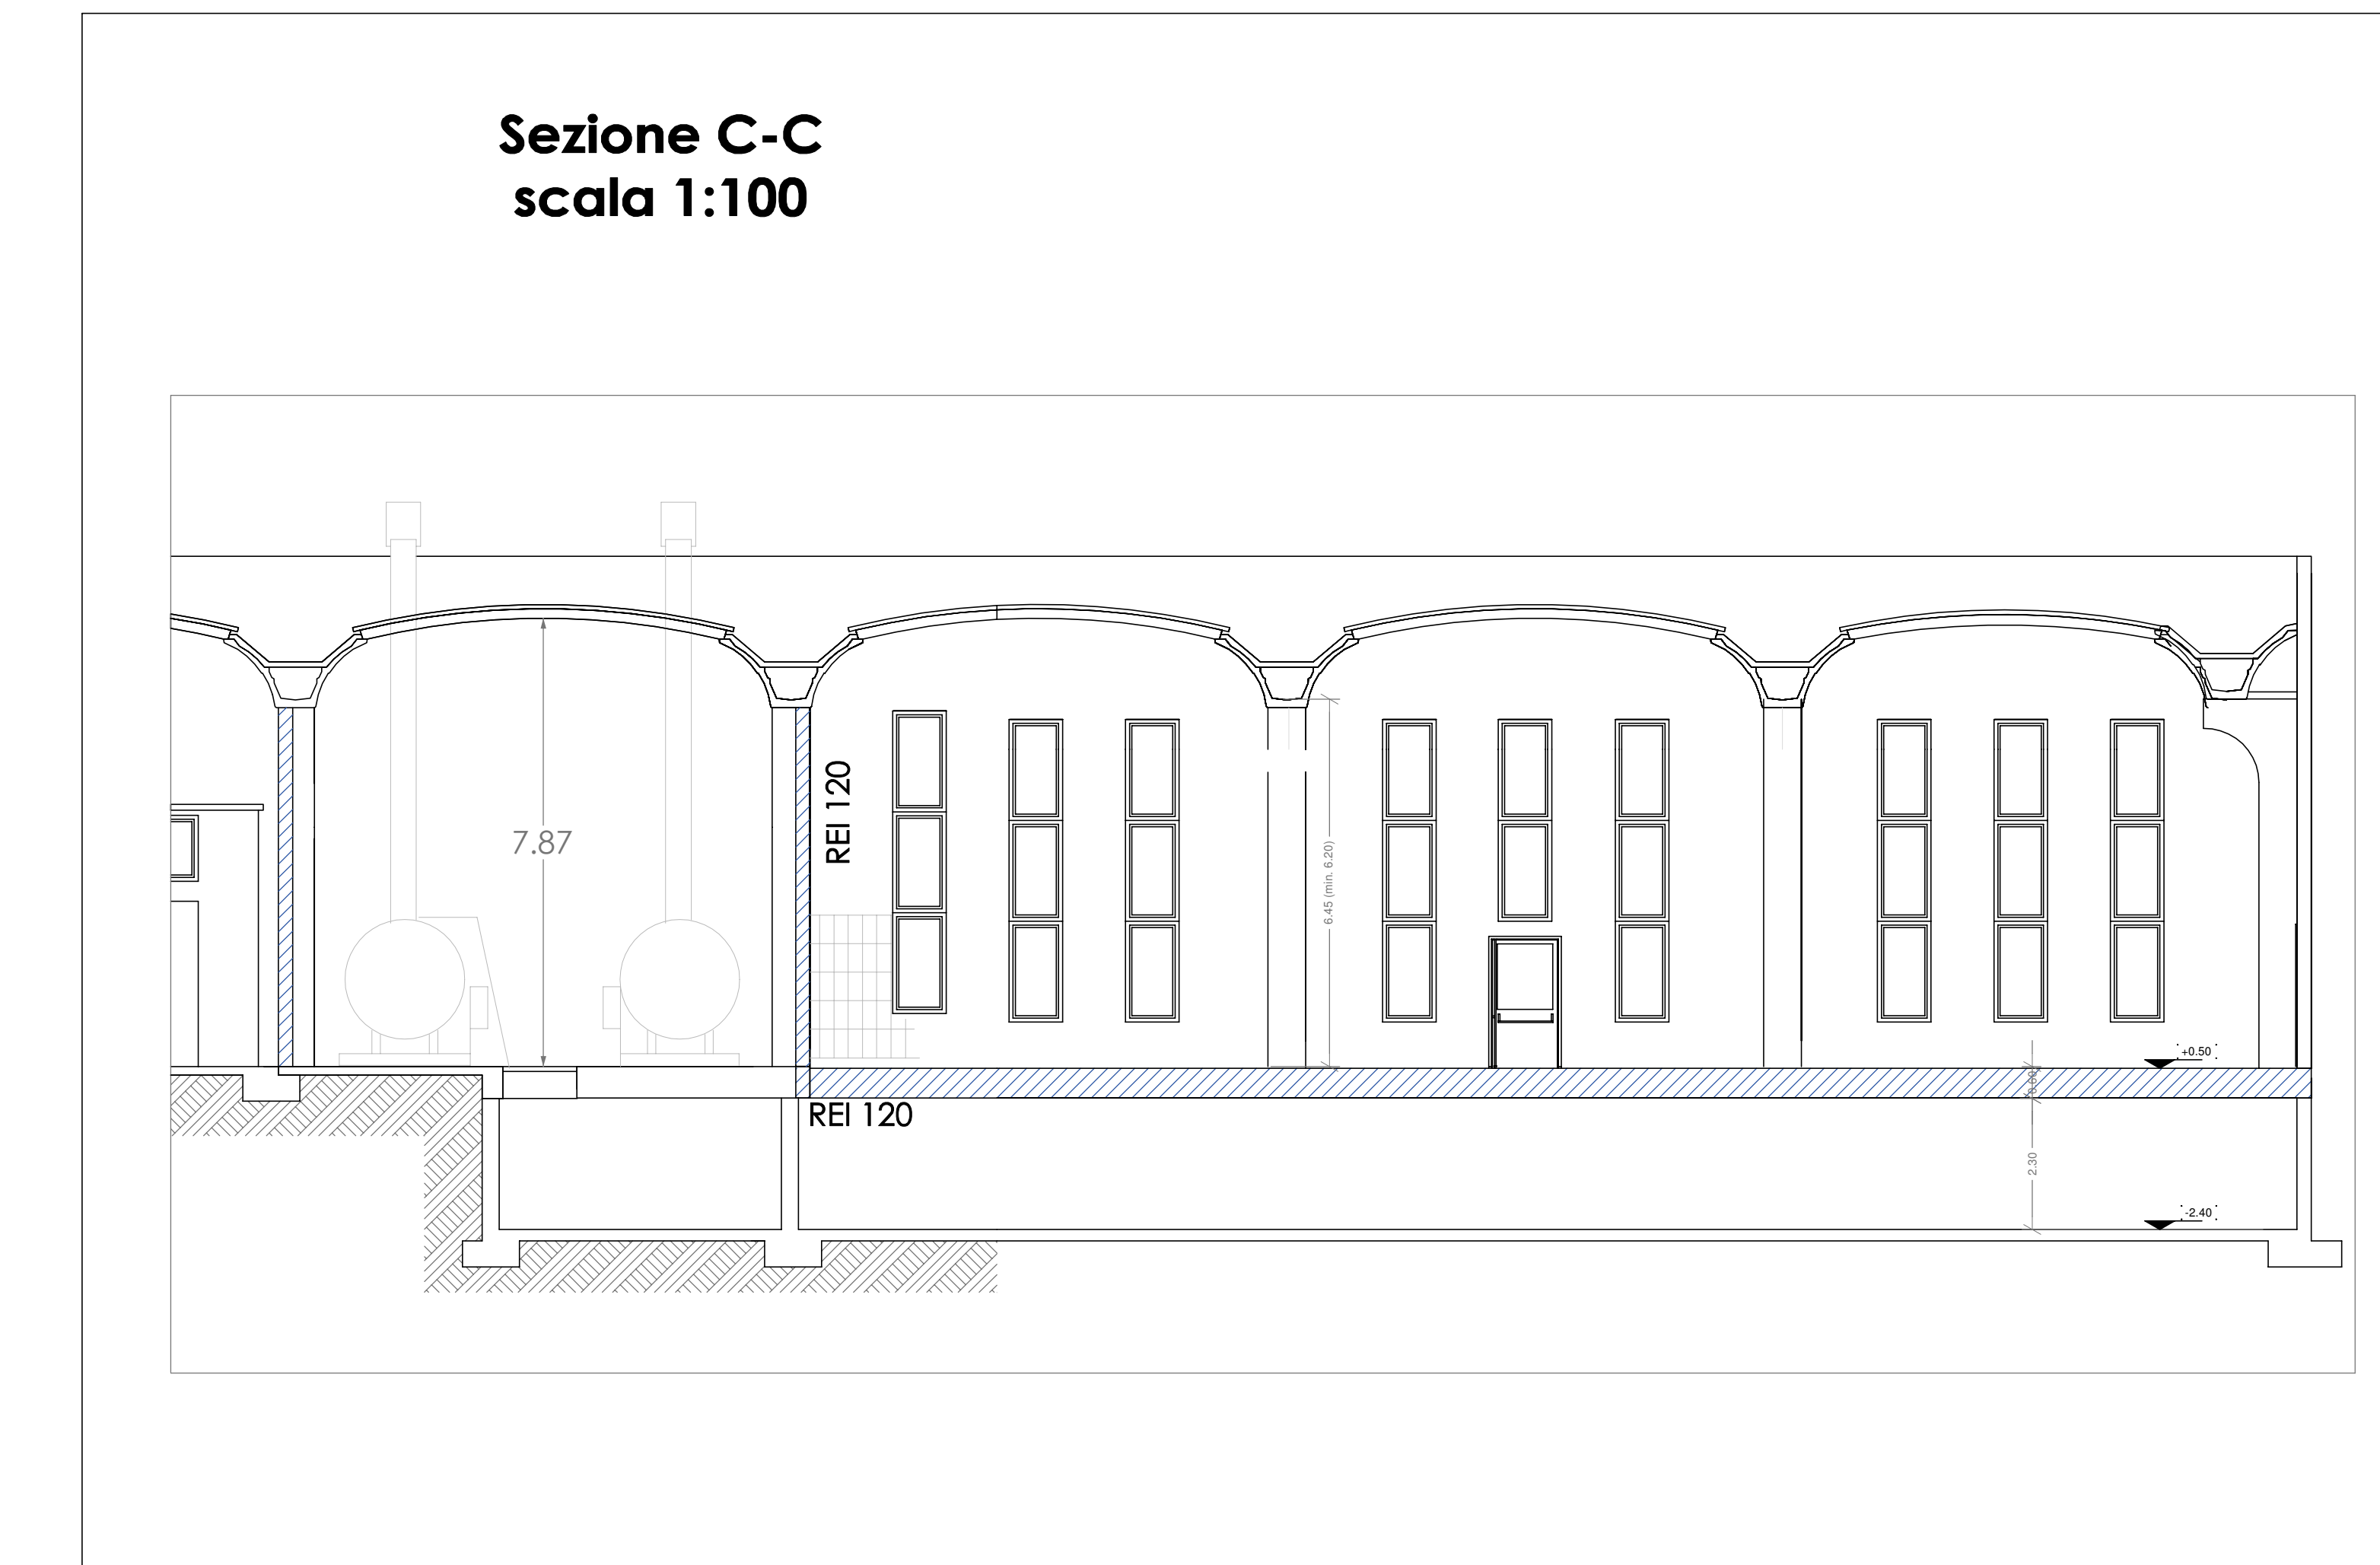 Sezione C-C
scala 1:100
7.87
REI 120
6.45 (min. 6.20)
+0.50
REI 120
2.30
-2.40